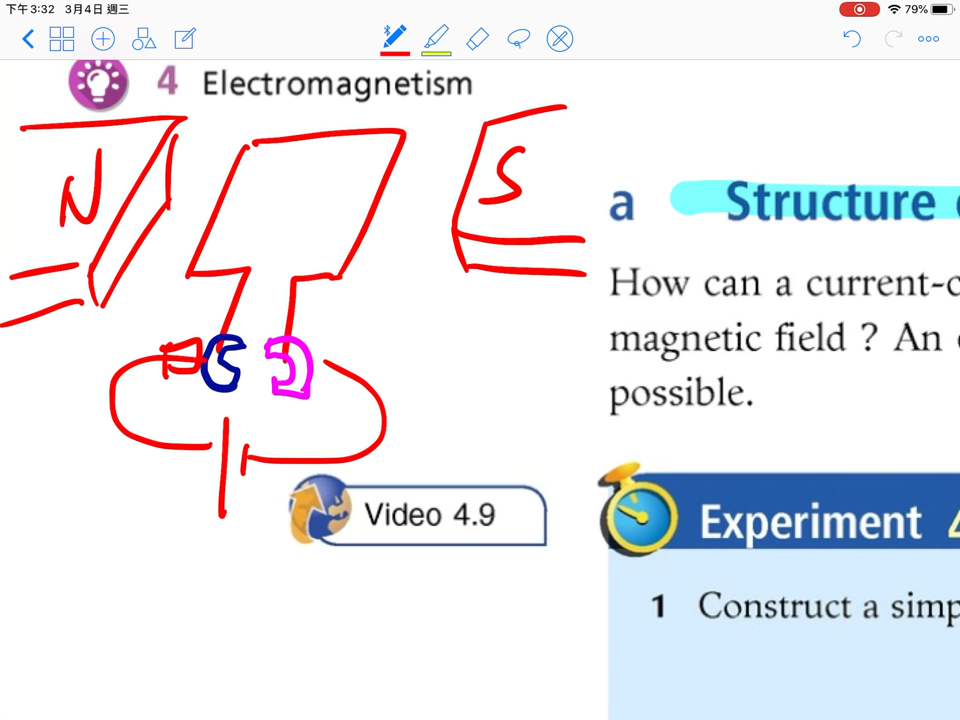 下午3:32 3月4日 週三
79%
4 Electromagnetism
N
S
a Structure
How can a current-c
magnetic field ? An
possible.
Video 4.9
Experiment
1 Construct a simp